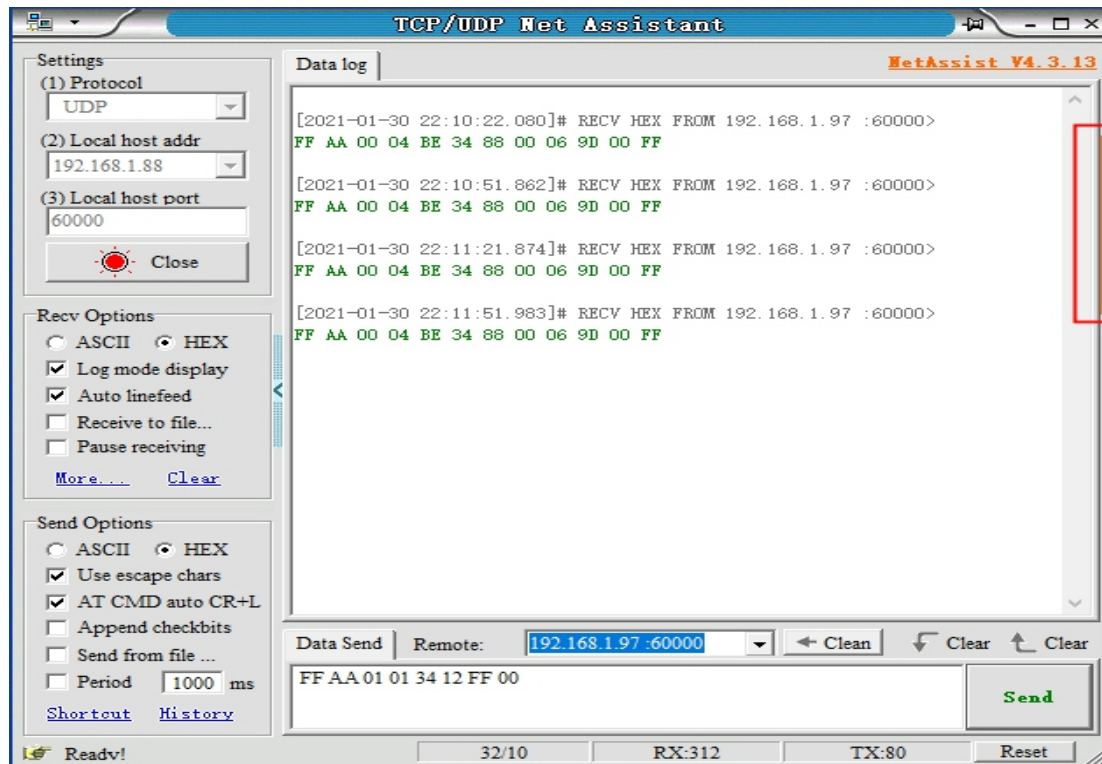 TCP/UDP Net Assistant
Settings
(1) Protocol
UDP
(2) Local host addr
192.168.1.88
(3) Local host port
60000
Close
Recv Options
ASCII HEX
Log mode display
Auto linefeed
Receive to file...
Pause receiving
More... Clear
Send Options
ASCII HEX
Use escape chars
AT CMD auto CR+L
Append checkbits
Send from file ...
Period 1000 ms
Shortcut History
Data log NetAssist V4.3.13
[2021-01-30 22:10:22.080]# RECV HEX FROM 192.168.1.97 :60000>
FF AA 00 04 BE 34 88 00 06 9D 00 FF
[2021-01-30 22:10:51.862]# RECV HEX FROM 192.168.1.97 :60000>
FF AA 00 04 BE 34 88 00 06 9D 00 FF
[2021-01-30 22:11:21.874]# RECV HEX FROM 192.168.1.97 :60000>
FF AA 00 04 BE 34 88 00 06 9D 00 FF
[2021-01-30 22:11:51.983]# RECV HEX FROM 192.168.1.97 :60000>
FF AA 00 04 BE 34 88 00 06 9D 00 FF
Data Send Remote: 192.168.1.97 :60000 Clean Clear Clear
FF AA 01 01 34 12 FF 00
Send
Ready! 32/10 RX:312 TX:80 Reset